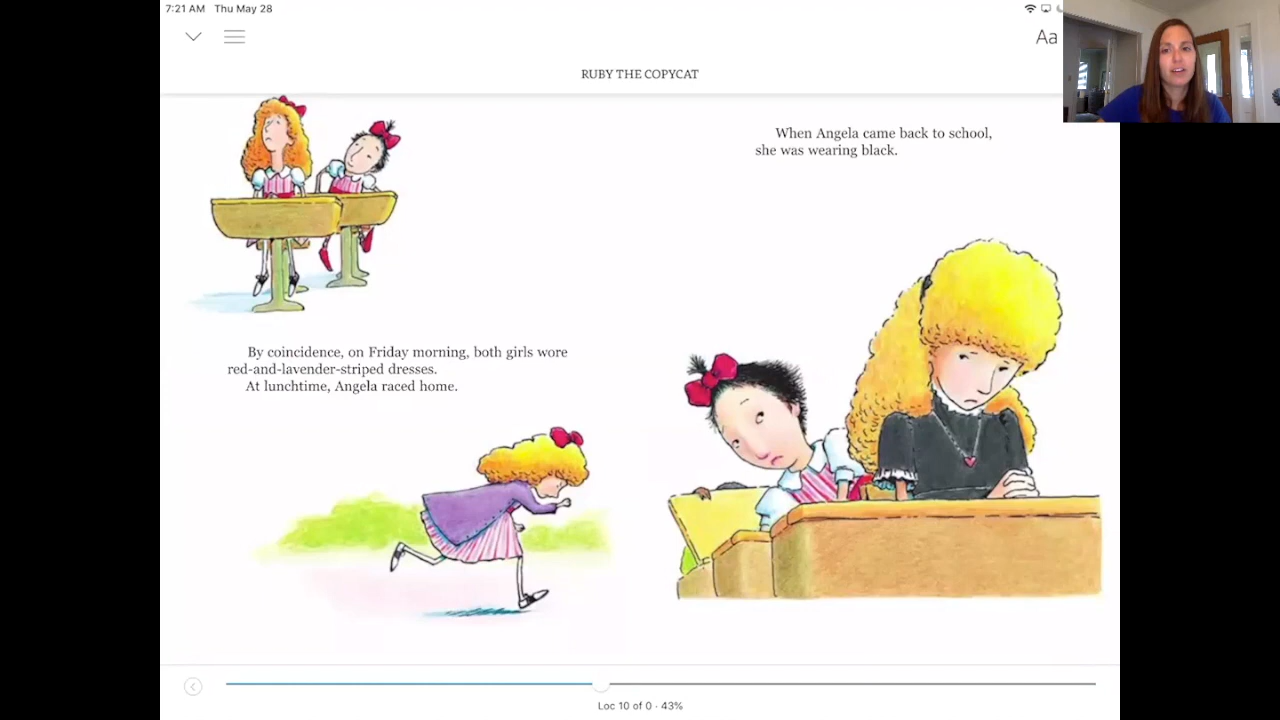 7:21 AM Thu May 28
Aa
RUBY THE COPYCAT
When Angela came back to school,
she was wearing black.
By coincidence, on Friday morning, both girls wore
red-and-lavender-striped dresses.
At lunchtime, Angela raced home.
Loc 10 of 0 · 43%